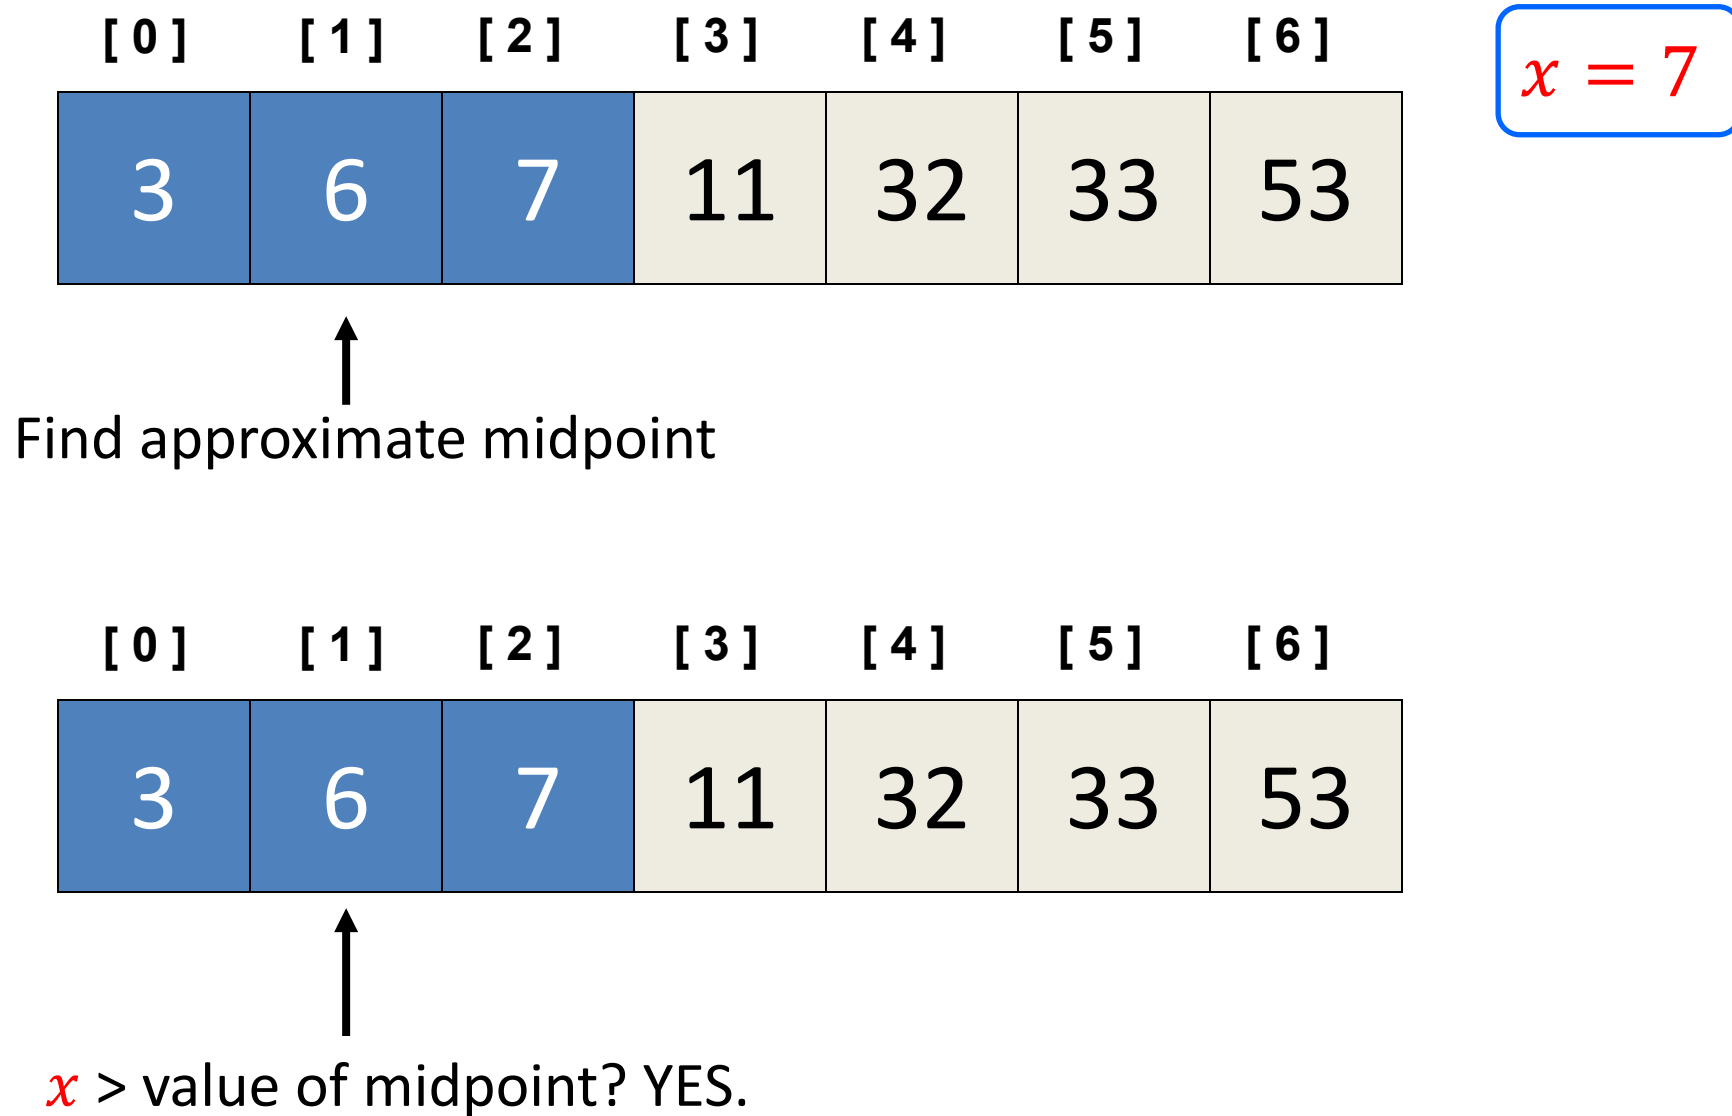 [ 0 ] [ 1 ] [ 2 ] [ 3 ] [ 4 ] [ 5 ] [ 6 ]
x = 7
3 6 7 11 32 33 53
Find approximate midpoint
[ 0 ] [ 1 ] [ 2 ] [ 3 ] [ 4 ] [ 5 ] [ 6 ]
3 6 7 11 32 33 53
x > value of midpoint? YES.